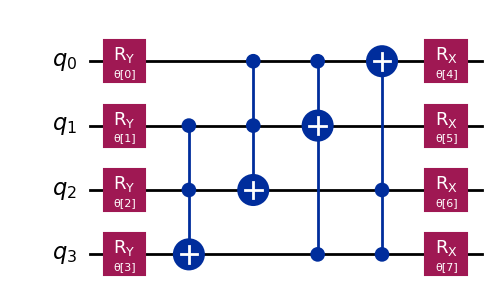 q0 RY θ[0] RX θ[4]
q1 RY θ[1] RX θ[5]
q2 RY θ[2] RX θ[6]
q3 RY θ[3] RX θ[7]